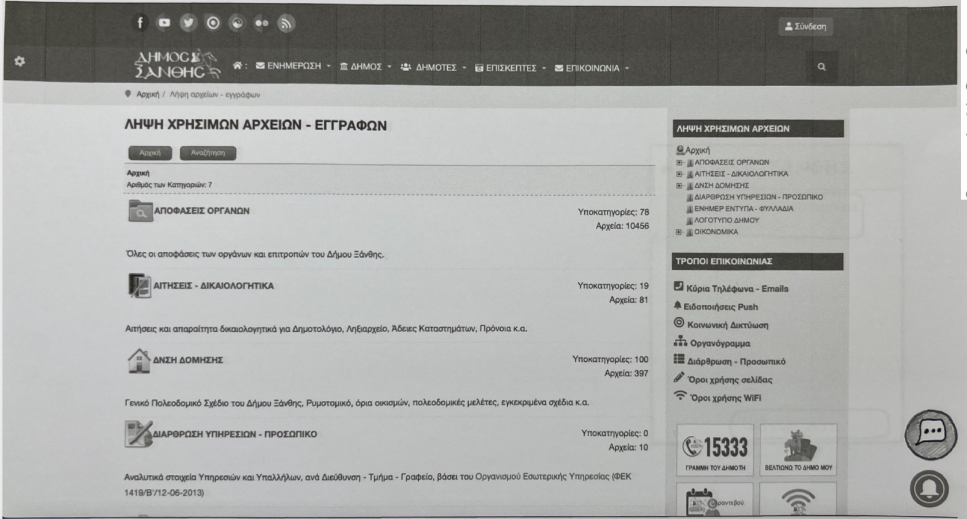 Σύνδεση
ΔΗΜΟΣ
ΞΑΝΘΗΣ
ΕΝΗΜΕΡΩΣΗ
ΔΗΜΟΣ
ΔΗΜΟΤΕΣ
ΕΠΙΣΚΕΠΤΕΣ
ΕΠΙΚΟΙΝΩΝΙΑ
Αρχική / Λήψη αρχείων - εγγράφων
ΛΗΨΗ ΧΡΗΣΙΜΩΝ ΑΡΧΕΙΩΝ - ΕΓΓΡΑΦΩΝ
Αρχική
Αναζήτηση
Αρχική
Αριθμός των Κατηγοριών: 7
ΑΠΟΦΑΣΕΙΣ ΟΡΓΑΝΩΝ
Υποκατηγορίες: 78
Αρχεία: 10456
Όλες οι αποφάσεις των οργάνων και επιτροπών του Δήμου Ξάνθης.
ΑΙΤΗΣΕΙΣ - ΔΙΚΑΙΟΛΟΓΗΤΙΚΑ
Υποκατηγορίες: 19
Αρχεία: 81
Αιτήσεις και απαραίτητα δικαιολογητικά για Δημοτολόγιο, Ληξιαρχείο, Άδειες Καταστημάτων, Πρόνοια κ.α.
ΔΝΣΗ ΔΟΜΗΣΗΣ
Υποκατηγορίες: 100
Αρχεία: 397
Γενικό Πολεοδομικό Σχέδιο του Δήμου Ξάνθης, Ρυμοτομικό, όρια οικισμών, πολεοδομικές μελέτες, εγκεκριμένα σχέδια κ.α.
ΔΙΑΡΘΡΩΣΗ ΥΠΗΡΕΣΙΩΝ - ΠΡΟΣΩΠΙΚΟ
Υποκατηγορίες: 0
Αρχεία: 10
Αναλυτικά στοιχεία Υπηρεσιών και Υπαλλήλων, ανά Διεύθυνση - Τμήμα - Γραφείο, βάσει του Οργανισμού Εσωτερικής Υπηρεσίας (ΦΕΚ
1419/Β'/12-06-2013)
ΛΗΨΗ ΧΡΗΣΙΜΩΝ ΑΡΧΕΙΩΝ
Αρχική
ΑΠΟΦΑΣΕΙΣ ΟΡΓΑΝΩΝ
ΑΙΤΗΣΕΙΣ - ΔΙΚΑΙΟΛΟΓΗΤΙΚΑ
ΔΝΣΗ ΔΟΜΗΣΗΣ
ΔΙΑΡΘΡΩΣΗ ΥΠΗΡΕΣΙΩΝ - ΠΡΟΣΩΠΙΚΟ
ΕΝΗΜΕΡ ΕΝΤΥΠΑ - ΦΥΛΛΑΔΙΑ
ΛΟΓΟΤΥΠΟ ΔΗΜΟΥ
ΟΙΚΟΝΟΜΙΚΑ
ΤΡΟΠΟΙ ΕΠΙΚΟΙΝΩΝΙΑΣ
Κύρια Τηλέφωνα - Emails
Ειδοποιήσεις Push
Κοινωνική Δικτύωση
Οργανόγραμμα
Διάρθρωση - Προσωπικό
Όροι χρήσης σελίδας
Όροι χρήσης WiFi
15333
ΓΡΑΜΜΗ ΤΟΥ ΔΗΜΟΤΗ
ΒΕΛΤΙΩΝΩ ΤΟ ΔΗΜΟ ΜΟΥ